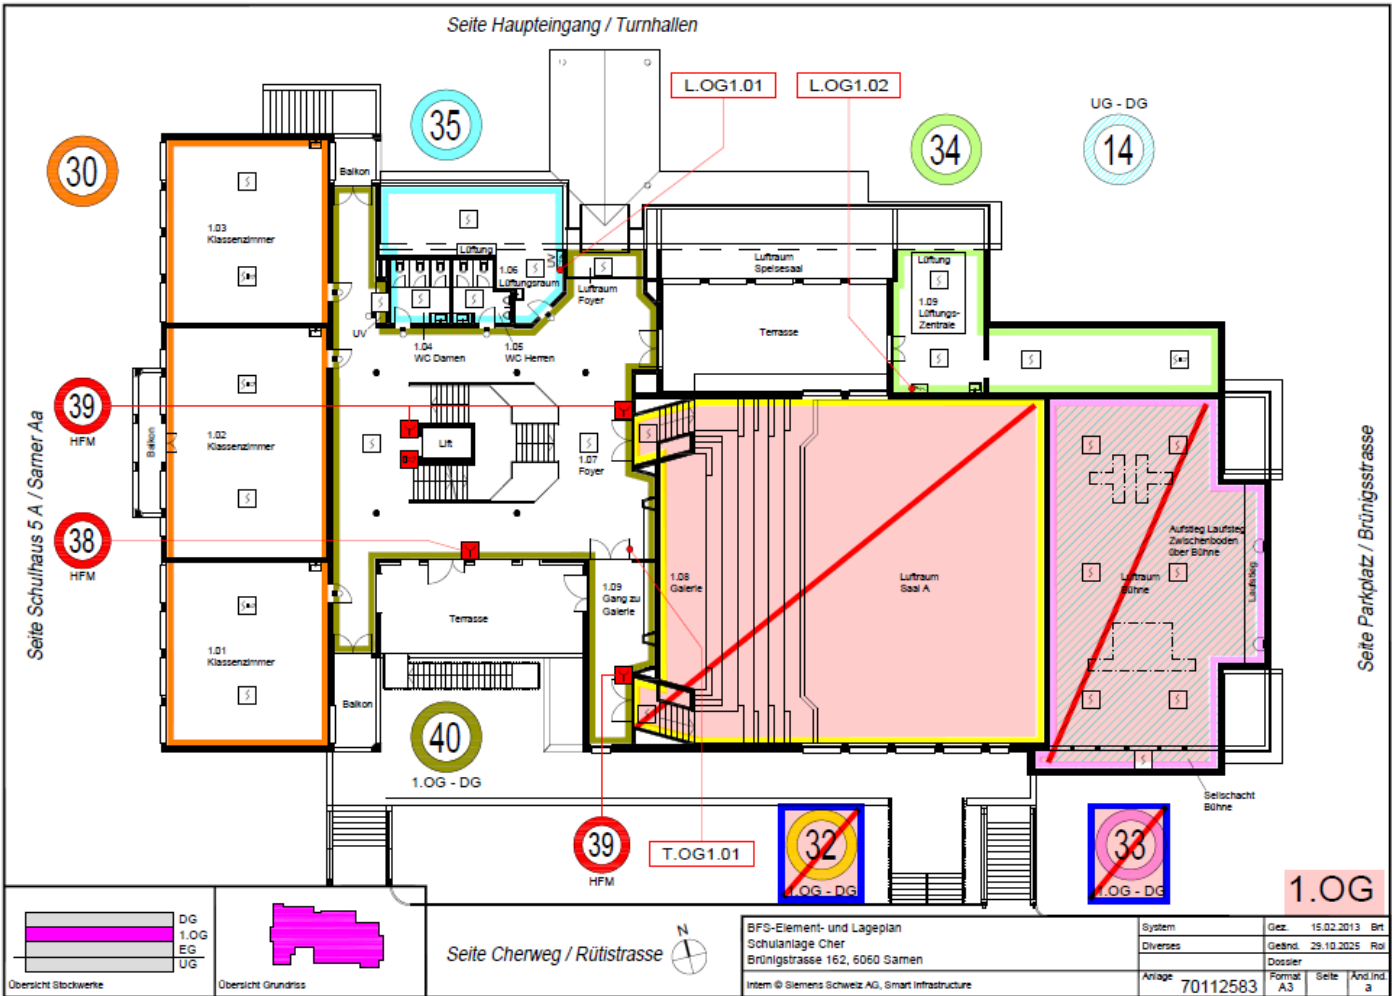 Seite Haupteingang / Turnhallen
L.OG1.01
L.OG1.02
UG - DG
35
34
14
30
Balkon
1.03
Klassenzimmer
Lüftung
UV
1.06
Lüftungsraum
Luftraum
Foyer
Luftraum
Speisesaal
Lüftung
1.09
Lüftungs-
Zentrale
UV
1.04
WC Damen
1.05
WC Herren
Terrasse
39
HFM
Balkon
1.02
Klassenzimmer
Lift
1.07
Foyer
Seite Schulhaus 5 A / Sarner Aa
Seite Parkplatz / Brünigsstrasse
38
HFM
Aufstieg Laufsteg
Zwischenboden
über Bühne
Luftraum
Bühne
Laufsteg
1.08
Galerie
Luftraum
Saal A
1.09
Gang zu
Galerie
Terrasse
1.01
Klassenzimmer
Balkon
40
1.OG - DG
Seilschacht
Bühne
39
HFM
T.OG1.01
32
1.OG - DG
33
1.OG - DG
1.OG
DG
1.OG
EG
UG
Übersicht Stockwerke
Übersicht Grundriss
Seite Cherweg / Rütistrasse
N
BFS-Element- und Lageplan
Schulanlage Cher
Brünigstrasse 162, 6060 Sarnen
Intern © Siemens Schweiz AG, Smart Infrastructure
System
Diverses
Anlage 70112583
Gez. 15.02.2013 Brt
Geänd. 29.10.2025 Rol
Dossier
Format A3
Seite
Änd.Ind. a